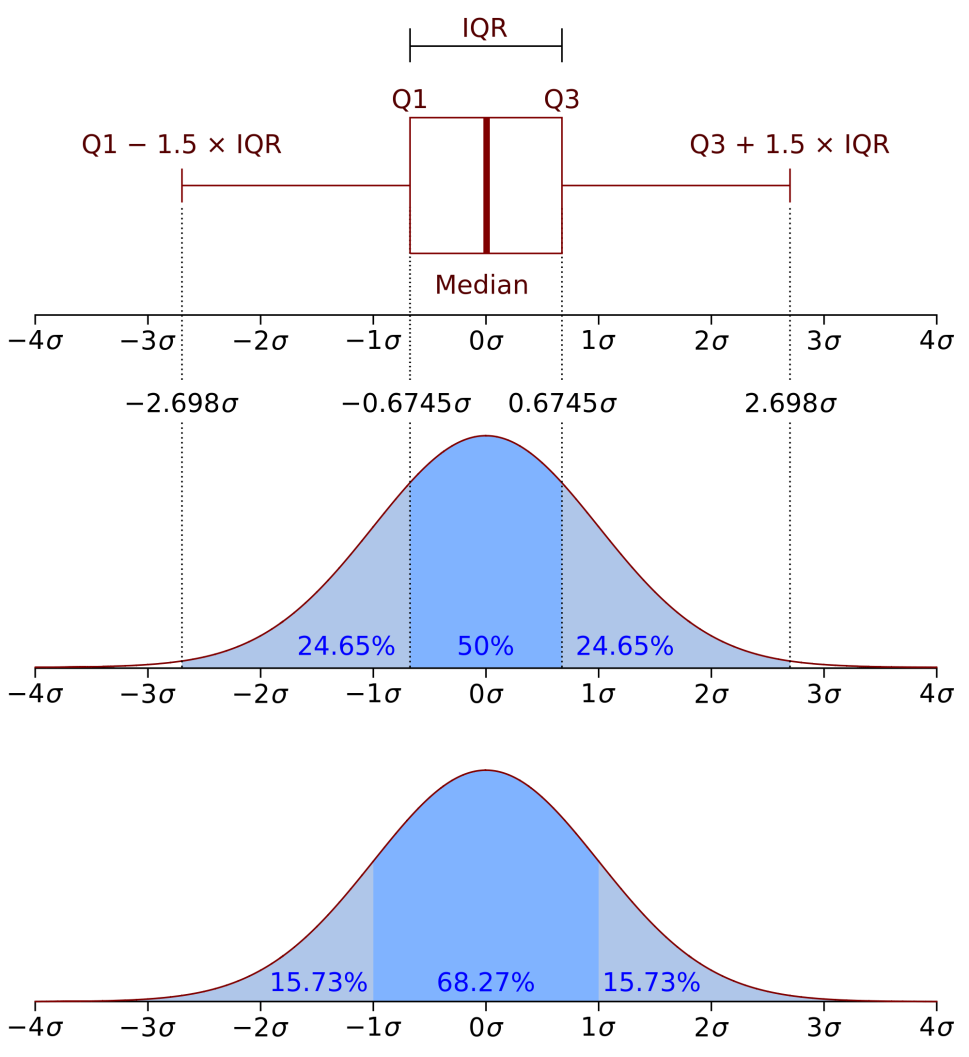 IQR
Q1 Q3
Q1 − 1.5 × IQR Q3 + 1.5 × IQR
Median
−4σ −3σ −2σ −1σ 0σ 1σ 2σ 3σ 4σ
−2.698σ −0.6745σ 0.6745σ 2.698σ
24.65% 50% 24.65%
−4σ −3σ −2σ −1σ 0σ 1σ 2σ 3σ 4σ
15.73% 68.27% 15.73%
−4σ −3σ −2σ −1σ 0σ 1σ 2σ 3σ 4σ